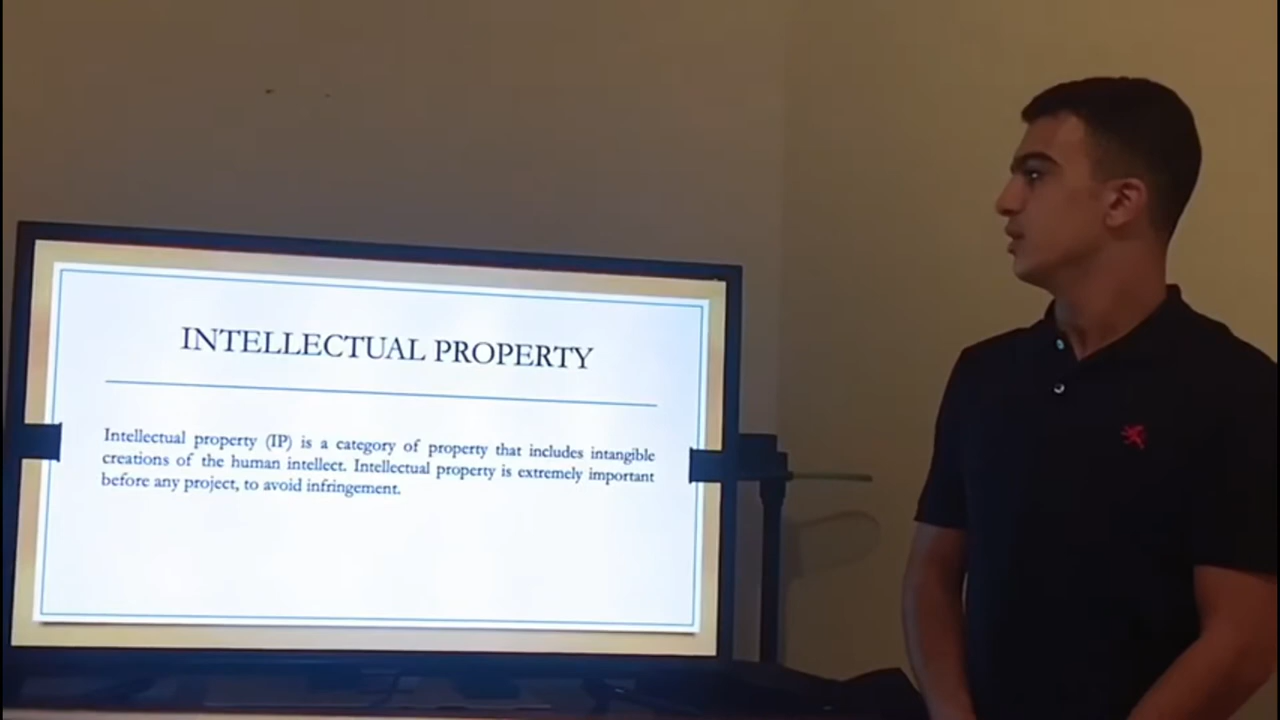 INTELLECTUAL PROPERTY
Intellectual property (IP) is a category of property that includes intangible
creations of the human intellect. Intellectual property is extremely important
before any project, to avoid infringement.